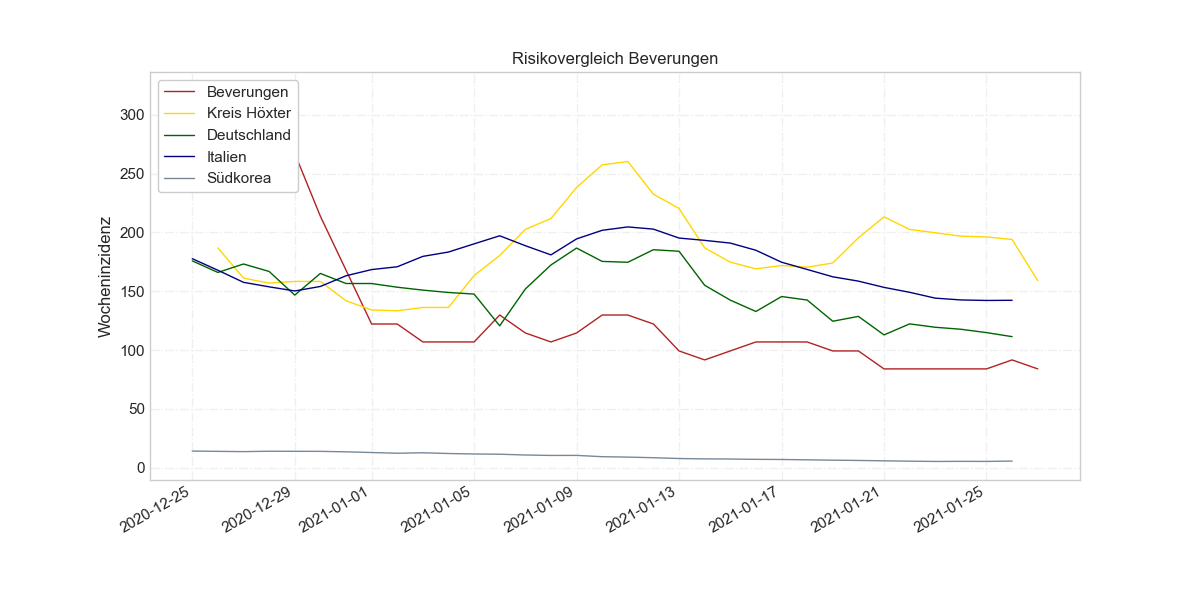 Risikovergleich Beverungen
Beverungen
Kreis Höxter
Deutschland
Italien
Südkorea
Wocheninzidenz
300
250
200
150
100
50
0
2020-12-25
2020-12-29
2021-01-01
2021-01-05
2021-01-09
2021-01-13
2021-01-17
2021-01-21
2021-01-25